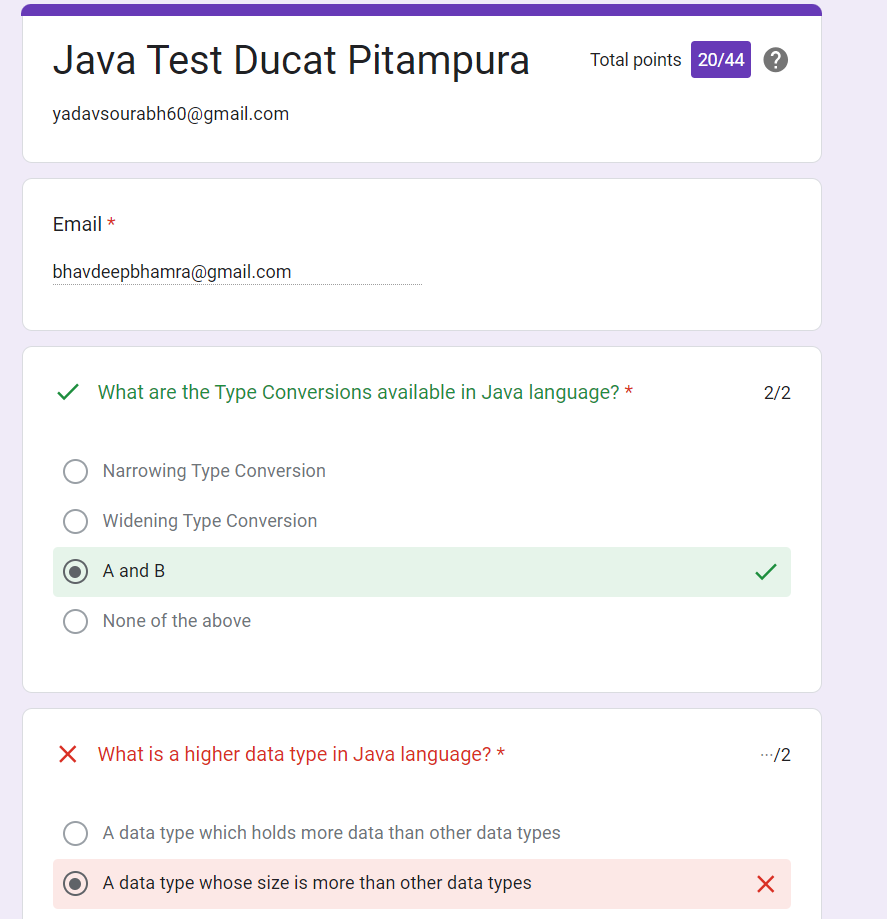 Java Test Ducat Pitampura
Total points 20/44
yadavsourabh60@gmail.com
Email *
bhavdeepbhamra@gmail.com
What are the Type Conversions available in Java language? *
2/2
Narrowing Type Conversion
Widening Type Conversion
A and B
None of the above
What is a higher data type in Java language? *
···/2
A data type which holds more data than other data types
A data type whose size is more than other data types